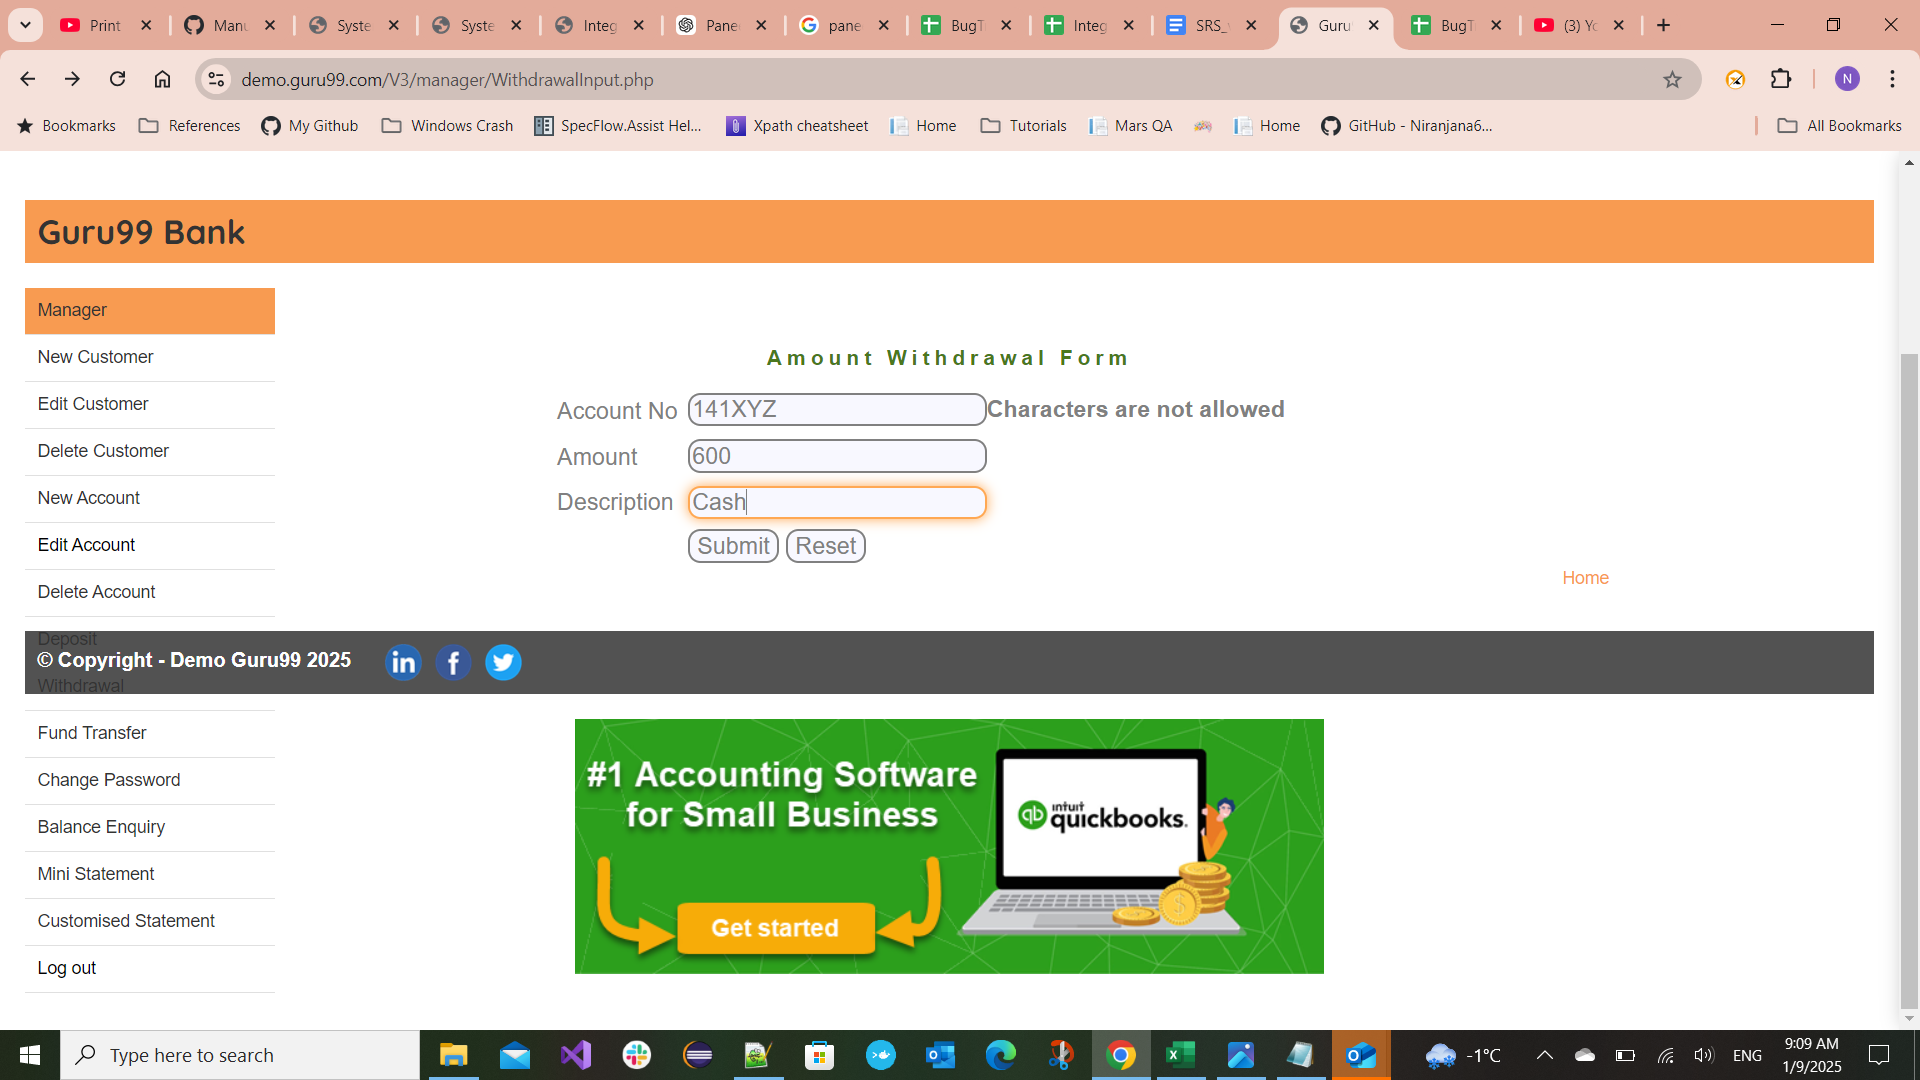 Print
Manu
Syste
Syste
Integ
Pane
pane
BugT
Integ
SRS_
Guru
BugT
(3) Yo
demo.guru99.com/V3/manager/WithdrawalInput.php
N
Bookmarks
References
My Github
Windows Crash
SpecFlow.Assist Hel...
Xpath cheatsheet
Home
Tutorials
Mars QA
Home
GitHub - Niranjana6...
All Bookmarks
Guru99 Bank
Manager
New Customer
Edit Customer
Delete Customer
New Account
Edit Account
Delete Account
Deposit
Withdrawal
Fund Transfer
Change Password
Balance Enquiry
Mini Statement
Customised Statement
Log out
Amount Withdrawal Form
Account No 141XYZ Characters are not allowed
Amount 600
Description Cash
Submit Reset
Home
© Copyright - Demo Guru99 2025
in f
#1 Accounting Software
for Small Business
Get started
qb intuit
quickbooks.
Type here to search
-1°C
ENG
9:09 AM
1/9/2025